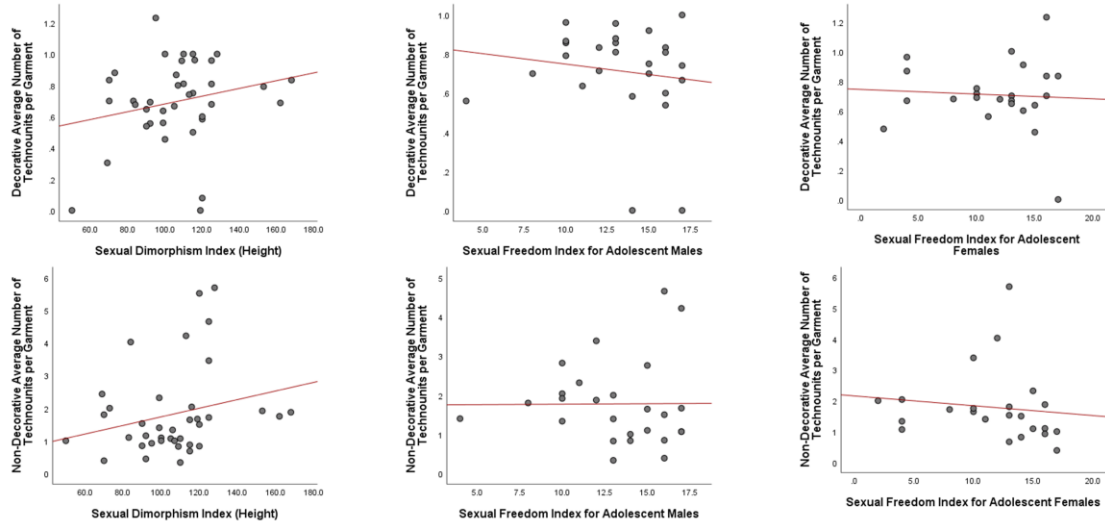 Decorative Average Number of
Technounits per Garment
1.2
1.0
.8
.6
.4
.2
.0
60.0 80.0 100.0 120.0 140.0 160.0 180.0
Sexual Dimorphism Index (Height)
Decorative Average Number of
Technounits per Garment
1.0
.8
.6
.4
.2
.0
5.0 7.5 10.0 12.5 15.0 17.5
Sexual Freedom Index for Adolescent Males
Decorative Average Number of
Technounits per Garment
1.2
1.0
.8
.6
.4
.2
.0
.0 5.0 10.0 15.0 20.0
Sexual Freedom Index for Adolescent
Females
Non-Decorative Average Number of
Technounits per Garment
6
5
4
3
2
1
0
60.0 80.0 100.0 120.0 140.0 160.0 180.0
Sexual Dimorphism Index (Height)
Non-Decorative Average Number of
Technounits per Garment
5
4
3
2
1
0
5.0 7.5 10.0 12.5 15.0 17.5
Sexual Freedom Index for Adolescent Males
Non-Decorative Average Number of
Technounits per Garment
6
5
4
3
2
1
0
.0 5.0 10.0 15.0 20.0
Sexual Freedom Index for Adolescent Females